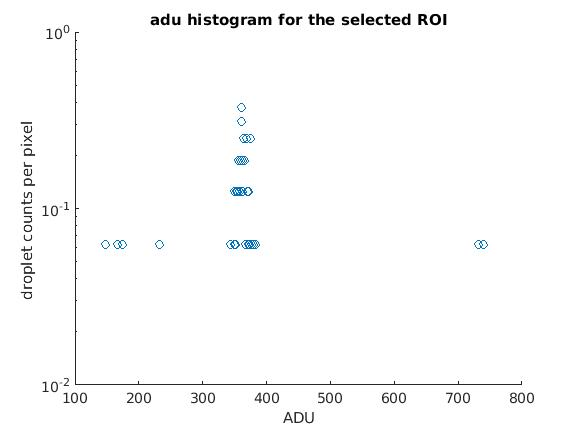 adu histogram for the selected ROI
droplet counts per pixel
10^0
10^-1
10^-2
100 200 300 400 500 600 700 800
ADU